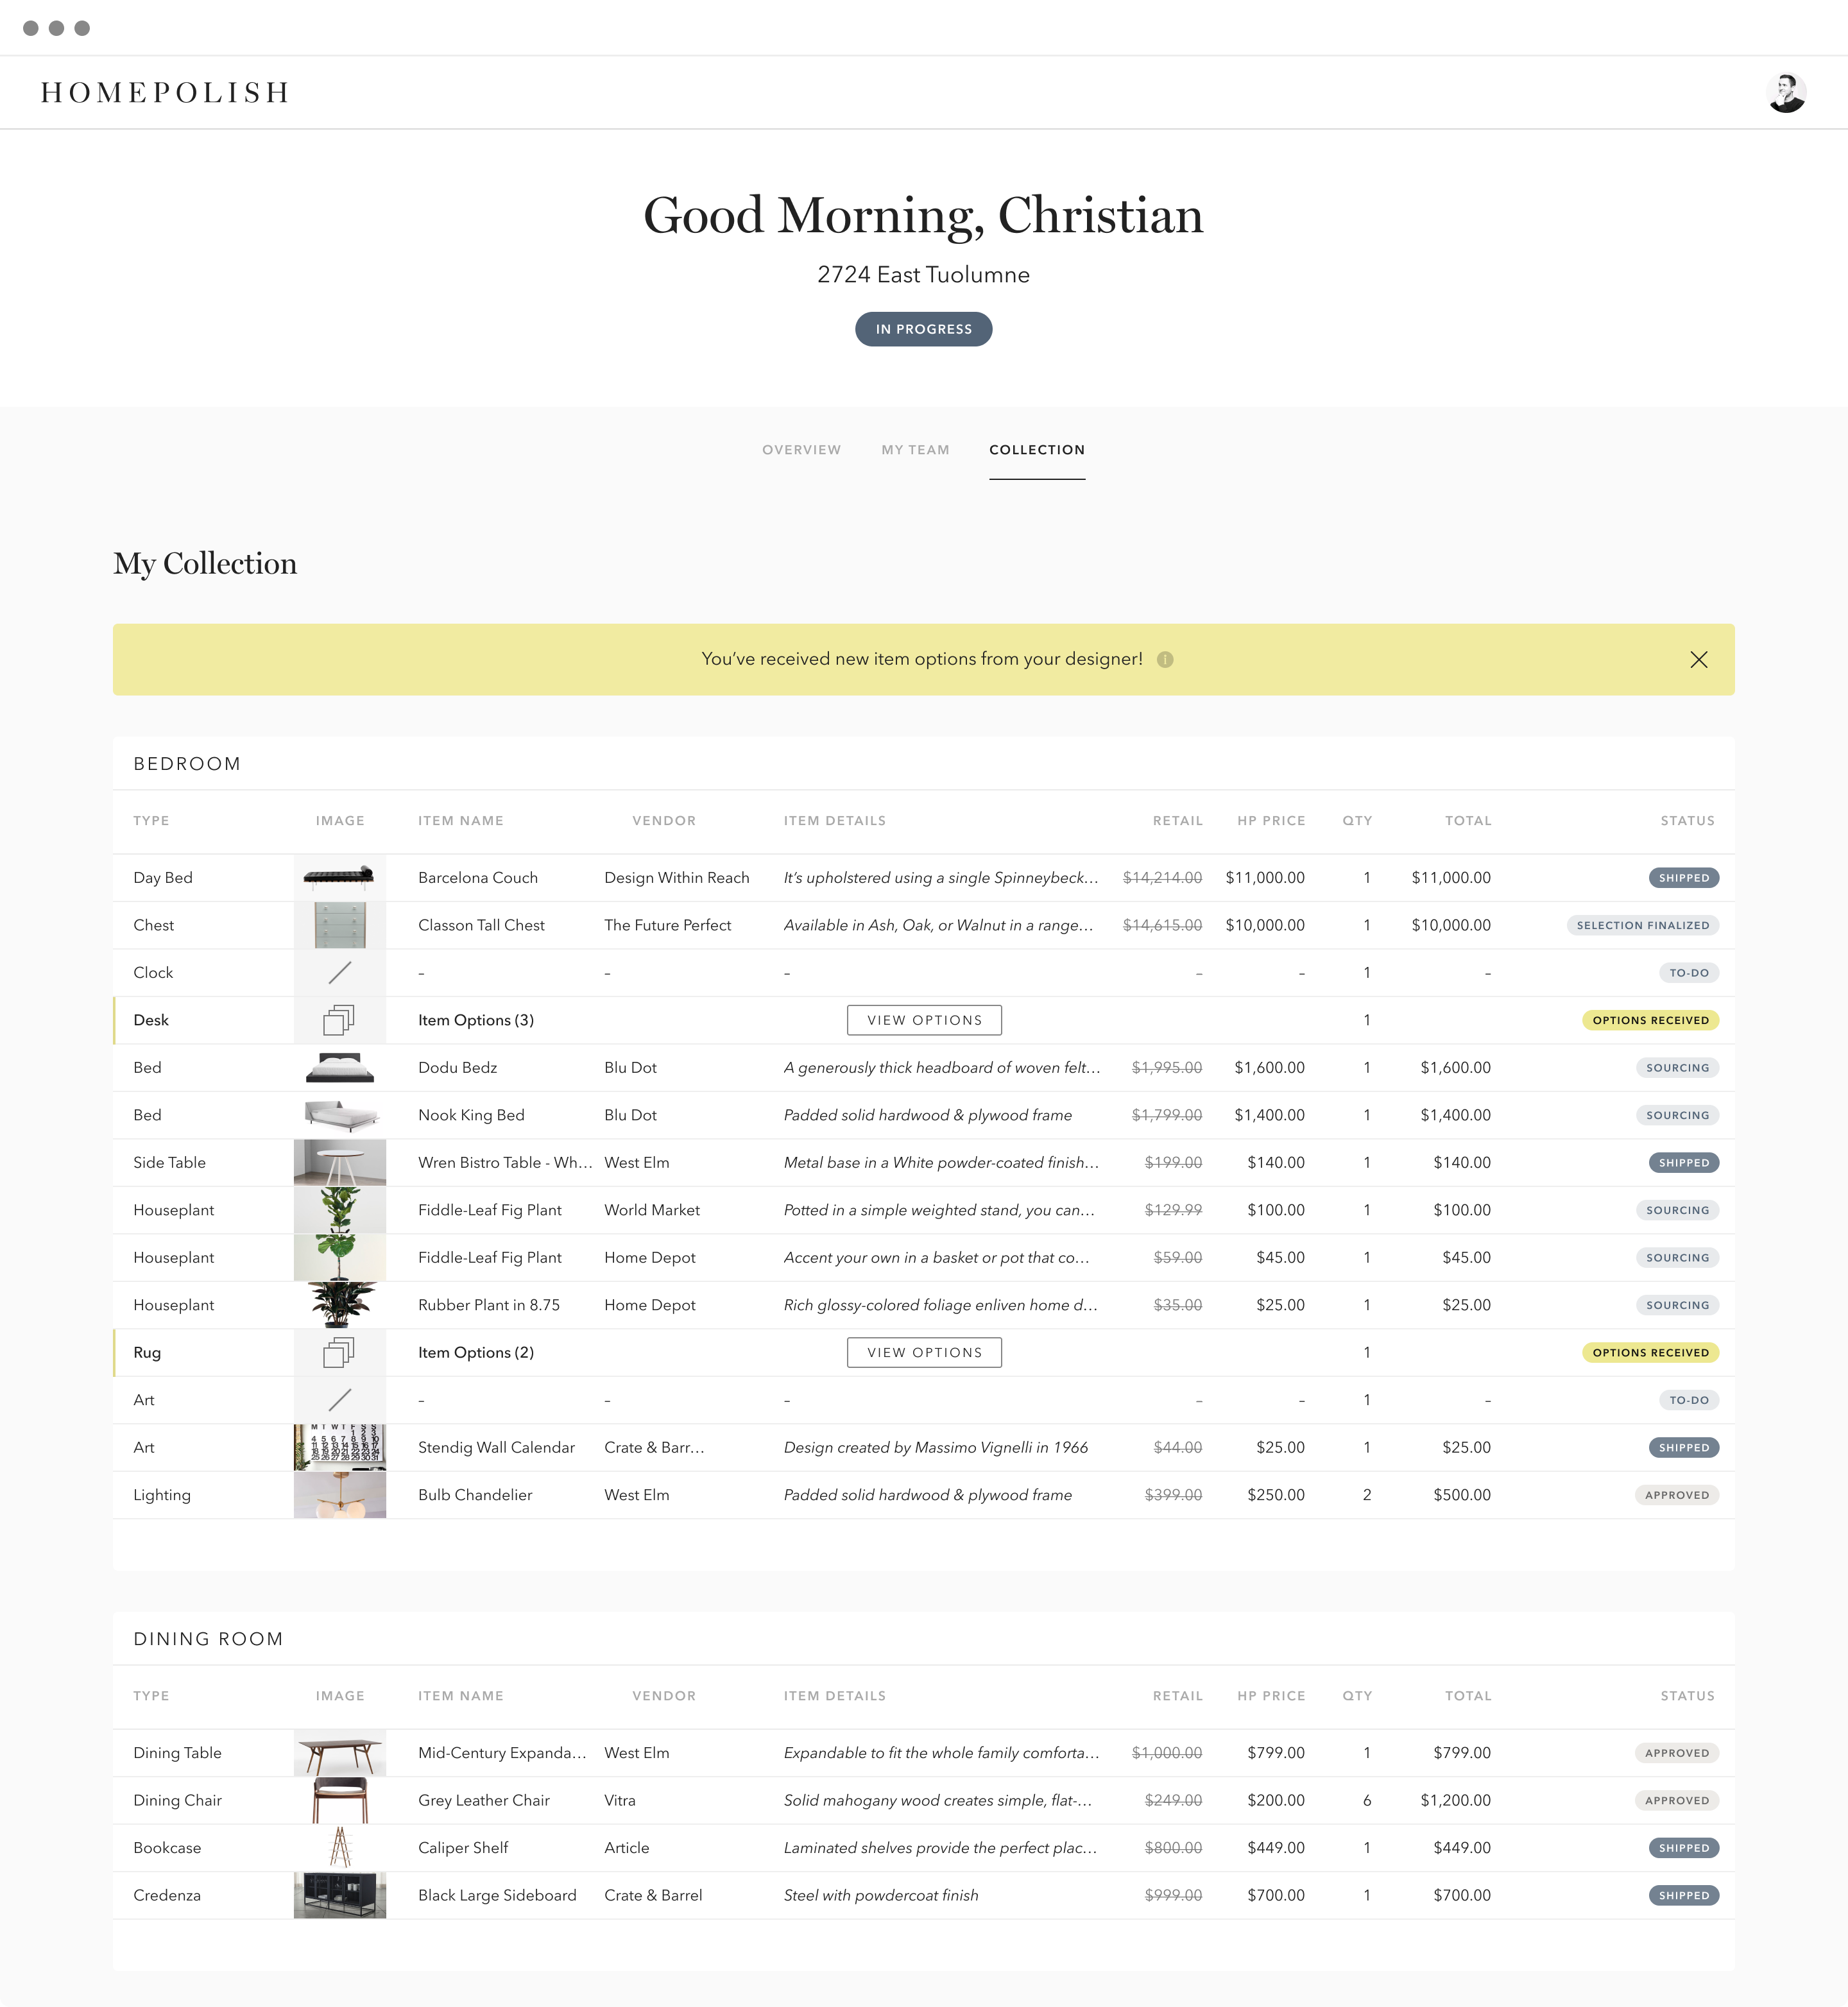 HOMEPOLISH
Good Morning, Christian
2724 East Tuolumne
IN PROGRESS
OVERVIEW MY TEAM COLLECTION
My Collection
You’ve received new item options from your designer! i
BEDROOM
TYPE IMAGE ITEM NAME VENDOR ITEM DETAILS RETAIL HP PRICE QTY TOTAL STATUS
Day Bed Barcelona Couch Design Within Reach It’s upholstered using a single Spinneybeck… $14,214.00 $11,000.00 1 $11,000.00 SHIPPED
Chest Classon Tall Chest The Future Perfect Available in Ash, Oak, or Walnut in a range… $14,615.00 $10,000.00 1 $10,000.00 SELECTION FINALIZED
Clock – – – – – 1 – TO-DO
Desk Item Options (3) VIEW OPTIONS 1 OPTIONS RECEIVED
Bed Dodu Bedz Blu Dot A generously thick headboard of woven felt… $1,995.00 $1,600.00 1 $1,600.00 SOURCING
Bed Nook King Bed Blu Dot Padded solid hardwood & plywood frame $1,799.00 $1,400.00 1 $1,400.00 SOURCING
Side Table Wren Bistro Table - Wh… West Elm Metal base in a White powder-coated finish… $199.00 $140.00 1 $140.00 SHIPPED
Houseplant Fiddle-Leaf Fig Plant World Market Potted in a simple weighted stand, you can… $129.99 $100.00 1 $100.00 SOURCING
Houseplant Fiddle-Leaf Fig Plant Home Depot Accent your own in a basket or pot that co… $59.00 $45.00 1 $45.00 SOURCING
Houseplant Rubber Plant in 8.75 Home Depot Rich glossy-colored foliage enliven home d… $35.00 $25.00 1 $25.00 SOURCING
Rug Item Options (2) VIEW OPTIONS 1 OPTIONS RECEIVED
Art – – – – – 1 – TO-DO
Art Stendig Wall Calendar Crate & Barr… Design created by Massimo Vignelli in 1966 $44.00 $25.00 1 $25.00 SHIPPED
Lighting Bulb Chandelier West Elm Padded solid hardwood & plywood frame $399.00 $250.00 2 $500.00 APPROVED
DINING ROOM
TYPE IMAGE ITEM NAME VENDOR ITEM DETAILS RETAIL HP PRICE QTY TOTAL STATUS
Dining Table Mid-Century Expanda… West Elm Expandable to fit the whole family comforta… $1,000.00 $799.00 1 $799.00 APPROVED
Dining Chair Grey Leather Chair Vitra Solid mahogany wood creates simple, flat-… $249.00 $200.00 6 $1,200.00 APPROVED
Bookcase Caliper Shelf Article Laminated shelves provide the perfect plac… $800.00 $449.00 1 $449.00 SHIPPED
Credenza Black Large Sideboard Crate & Barrel Steel with powdercoat finish $999.00 $700.00 1 $700.00 SHIPPED